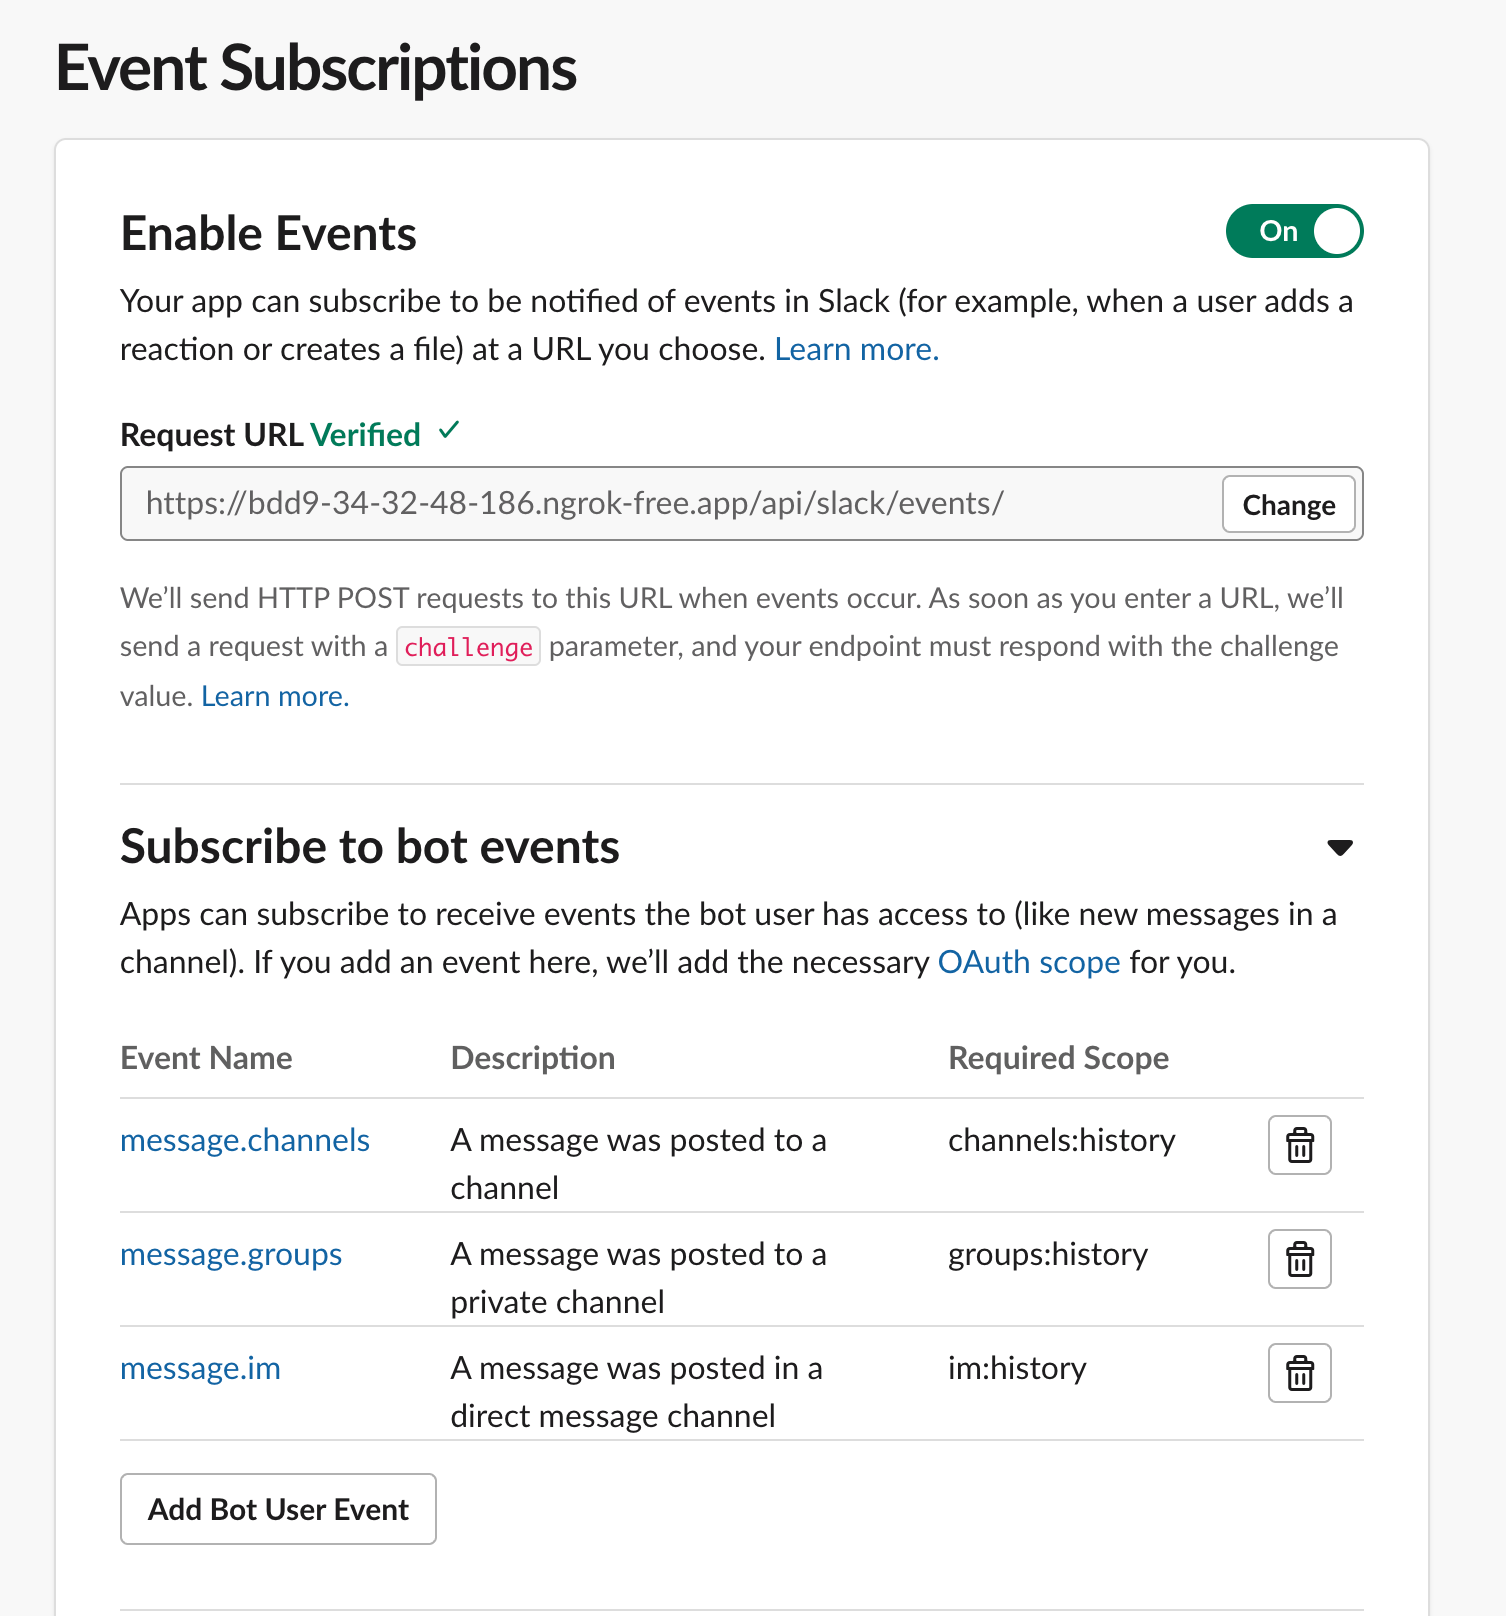 Event Subscriptions
Enable Events
On
Your app can subscribe to be notified of events in Slack (for example, when a user adds a
reaction or creates a file) at a URL you choose. Learn more.
Request URL Verified ✓
https://bdd9-34-32-48-186.ngrok-free.app/api/slack/events/
Change
We’ll send HTTP POST requests to this URL when events occur. As soon as you enter a URL, we’ll
send a request with a challenge parameter, and your endpoint must respond with the challenge
value. Learn more.
Subscribe to bot events
Apps can subscribe to receive events the bot user has access to (like new messages in a
channel). If you add an event here, we’ll add the necessary OAuth scope for you.
Event Name Description Required Scope
message.channels A message was posted to a channels:history
channel
message.groups A message was posted to a groups:history
private channel
message.im A message was posted in a im:history
direct message channel
Add Bot User Event